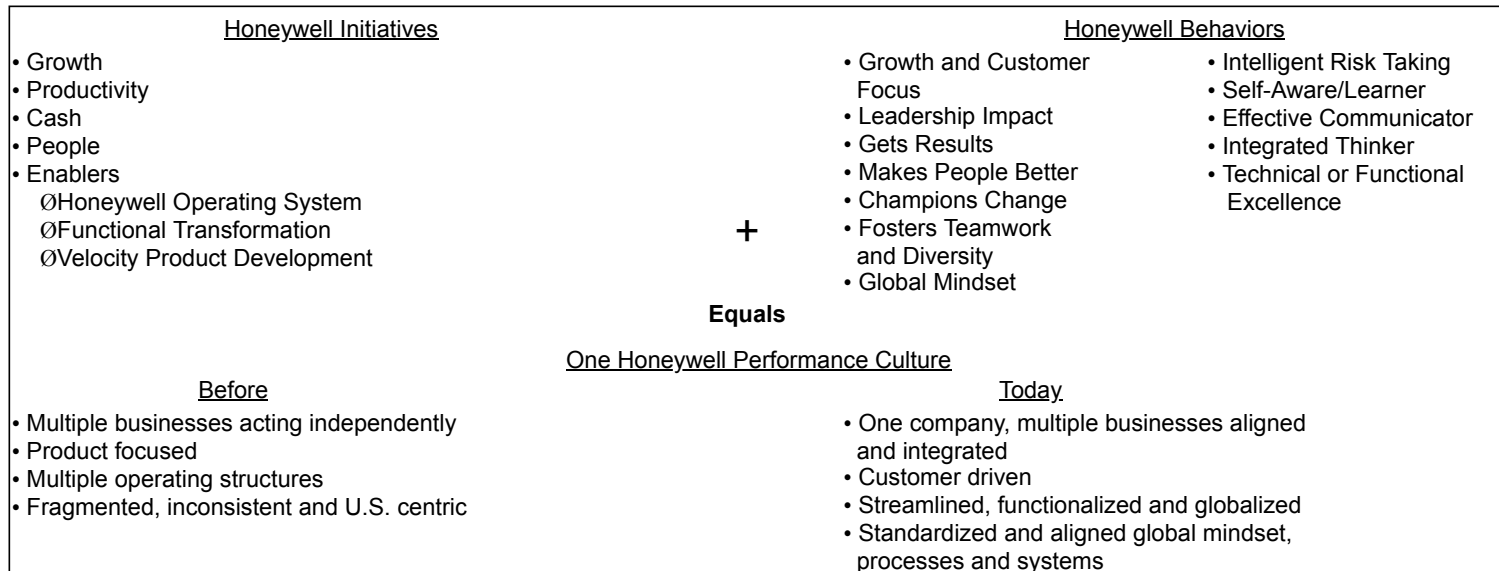 Honeywell Initiatives
• Growth
• Productivity
• Cash
• People
• Enablers
ØHoneywell Operating System
ØFunctional Transformation
ØVelocity Product Development
+
Honeywell Behaviors
• Growth and Customer
Focus
• Leadership Impact
• Gets Results
• Makes People Better
• Champions Change
• Fosters Teamwork
and Diversity
• Global Mindset
• Intelligent Risk Taking
• Self-Aware/Learner
• Effective Communicator
• Integrated Thinker
• Technical or Functional
Excellence
Equals
One Honeywell Performance Culture
Before
• Multiple businesses acting independently
• Product focused
• Multiple operating structures
• Fragmented, inconsistent and U.S. centric
Today
• One company, multiple businesses aligned
and integrated
• Customer driven
• Streamlined, functionalized and globalized
• Standardized and aligned global mindset,
processes and systems